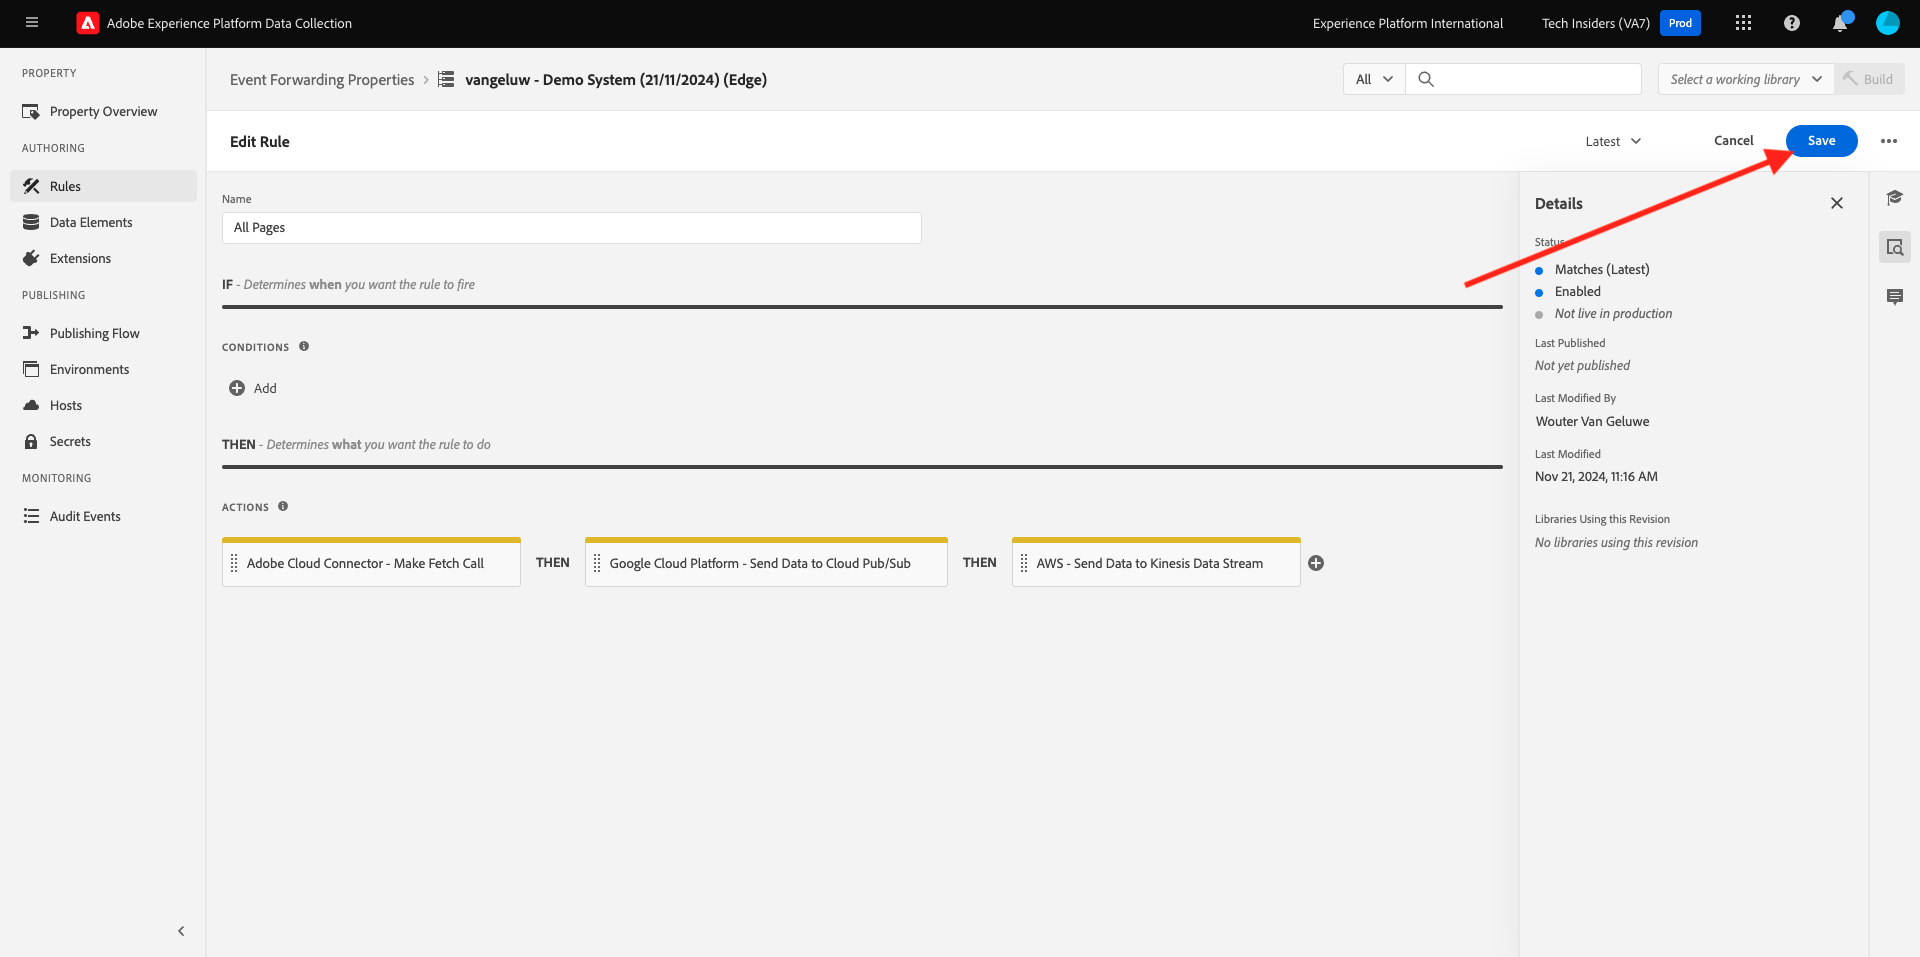 Adobe Experience Platform Data Collection
Experience Platform International
Tech Insiders (VA7)
Prod
PROPERTY
Property Overview
AUTHORING
Rules
Data Elements
Extensions
PUBLISHING
Publishing Flow
Environments
Hosts
Secrets
MONITORING
Audit Events
Event Forwarding Properties
vangeluw - Demo System (21/11/2024) (Edge)
All
Select a working library
Build
Edit Rule
Latest
Cancel
Save
Name
All Pages
IF - Determines when you want the rule to fire
CONDITIONS
Add
THEN - Determines what you want the rule to do
ACTIONS
Adobe Cloud Connector - Make Fetch Call
THEN
Google Cloud Platform - Send Data to Cloud Pub/Sub
THEN
AWS - Send Data to Kinesis Data Stream
Details
Status
Matches (Latest)
Enabled
Not live in production
Last Published
Not yet published
Last Modified By
Wouter Van Geluwe
Last Modified
Nov 21, 2024, 11:16 AM
Libraries Using this Revision
No libraries using this revision